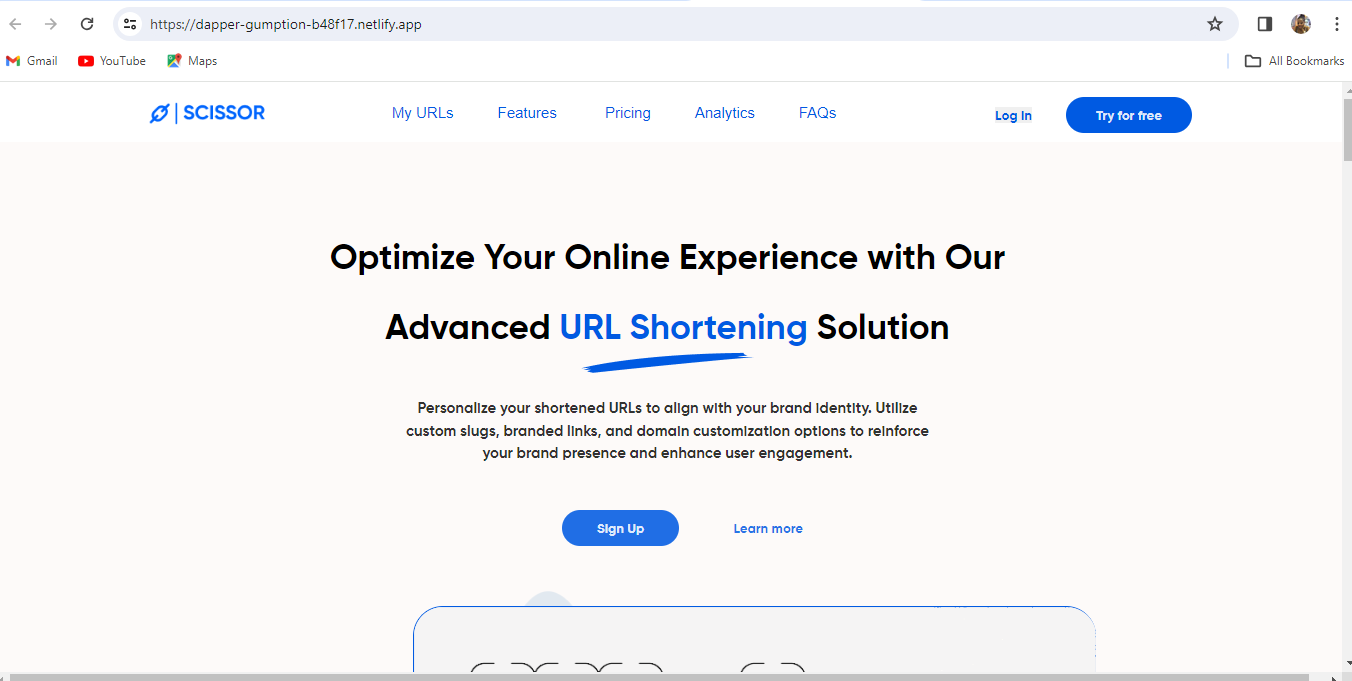 https://dapper-gumption-b48f17.netlify.app
Gmail YouTube Maps All Bookmarks
SCISSOR My URLs Features Pricing Analytics FAQs Log In Try for free
Optimize Your Online Experience with Our
Advanced URL Shortening Solution
Personalize your shortened URLs to align with your brand identity. Utilize
custom slugs, branded links, and domain customization options to reinforce
your brand presence and enhance user engagement.
Sign Up Learn more